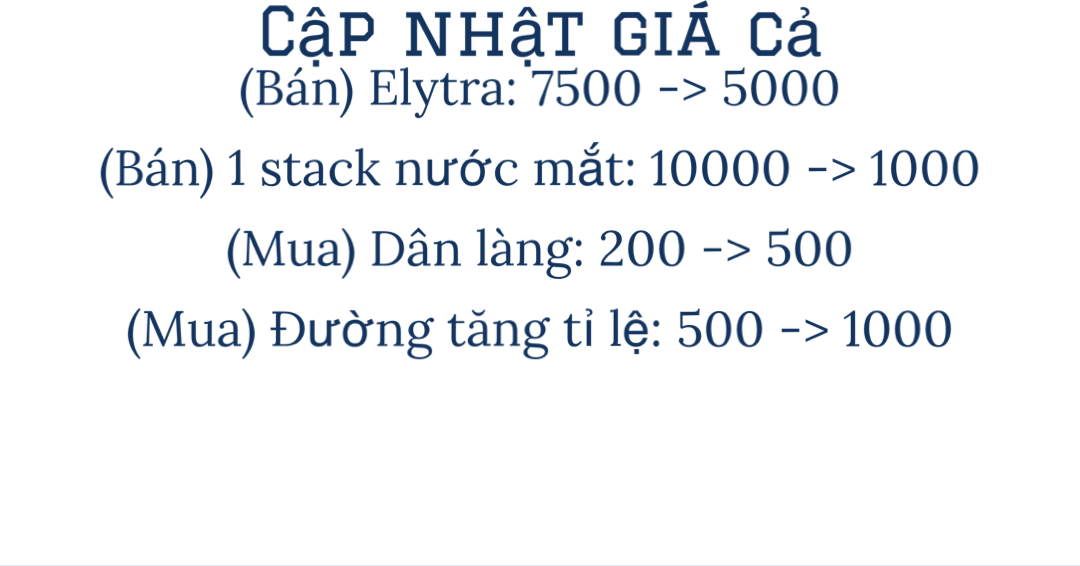 CậP NHậT GIÁ Cả
(Bán) Elytra: 7500 -> 5000
(Bán) 1 stack nước mắt: 10000 -> 1000
(Mua) Dân làng: 200 -> 500
(Mua) Đường tăng tỉ lệ: 500 -> 1000